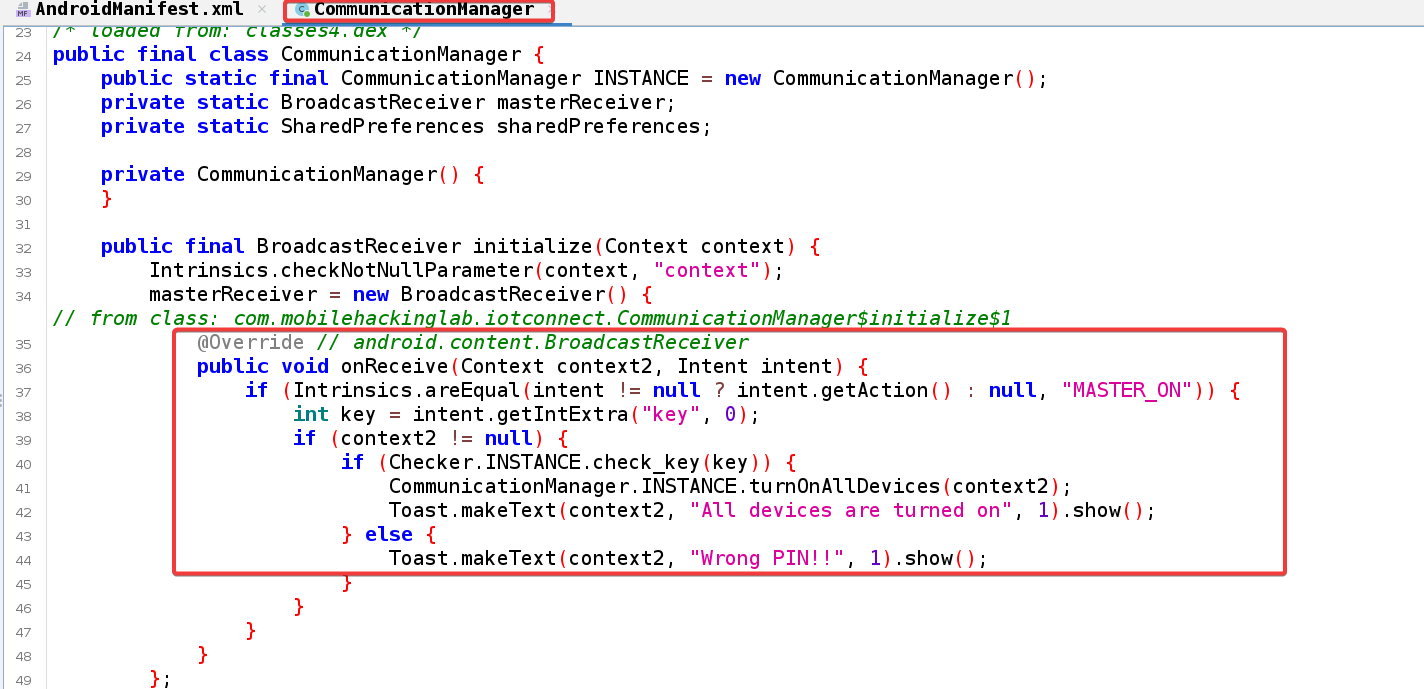 AndroidManifest.xml × CommunicationManager
23 /* loaded from: classes4.dex */
24 public final class CommunicationManager {
25 public static final CommunicationManager INSTANCE = new CommunicationManager();
26 private static BroadcastReceiver masterReceiver;
27 private static SharedPreferences sharedPreferences;
28
29 private CommunicationManager() {
30 }
31
32 public final BroadcastReceiver initialize(Context context) {
33 Intrinsics.checkNotNullParameter(context, "context");
34 masterReceiver = new BroadcastReceiver() {
// from class: com.mobilehackinglab.iotconnect.CommunicationManager$initialize$1
35 @Override // android.content.BroadcastReceiver
36 public void onReceive(Context context2, Intent intent) {
37 if (Intrinsics.areEqual(intent != null ? intent.getAction() : null, "MASTER_ON")) {
38 int key = intent.getIntExtra("key", 0);
39 if (context2 != null) {
40 if (Checker.INSTANCE.check_key(key)) {
41 CommunicationManager.INSTANCE.turnOnAllDevices(context2);
42 Toast.makeText(context2, "All devices are turned on", 1).show();
43 } else {
44 Toast.makeText(context2, "Wrong PIN!!", 1).show();
45 }
46 }
47 }
48 }
49 };